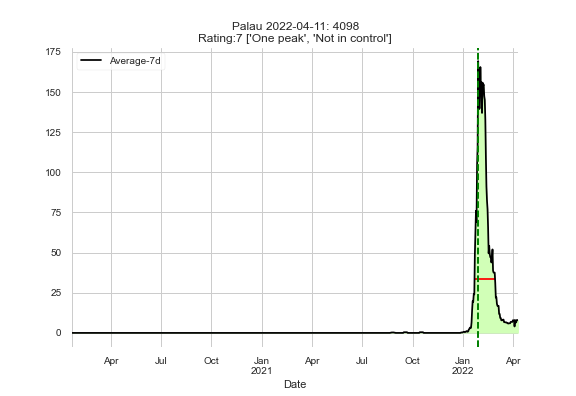 Palau 2022-04-11: 4098
Rating:7 ['One peak', 'Not in control']
Average-7d
175
150
125
100
75
50
25
0
Apr
Jul
Oct
Jan
2021
Apr
Jul
Oct
Jan
2022
Apr
Date